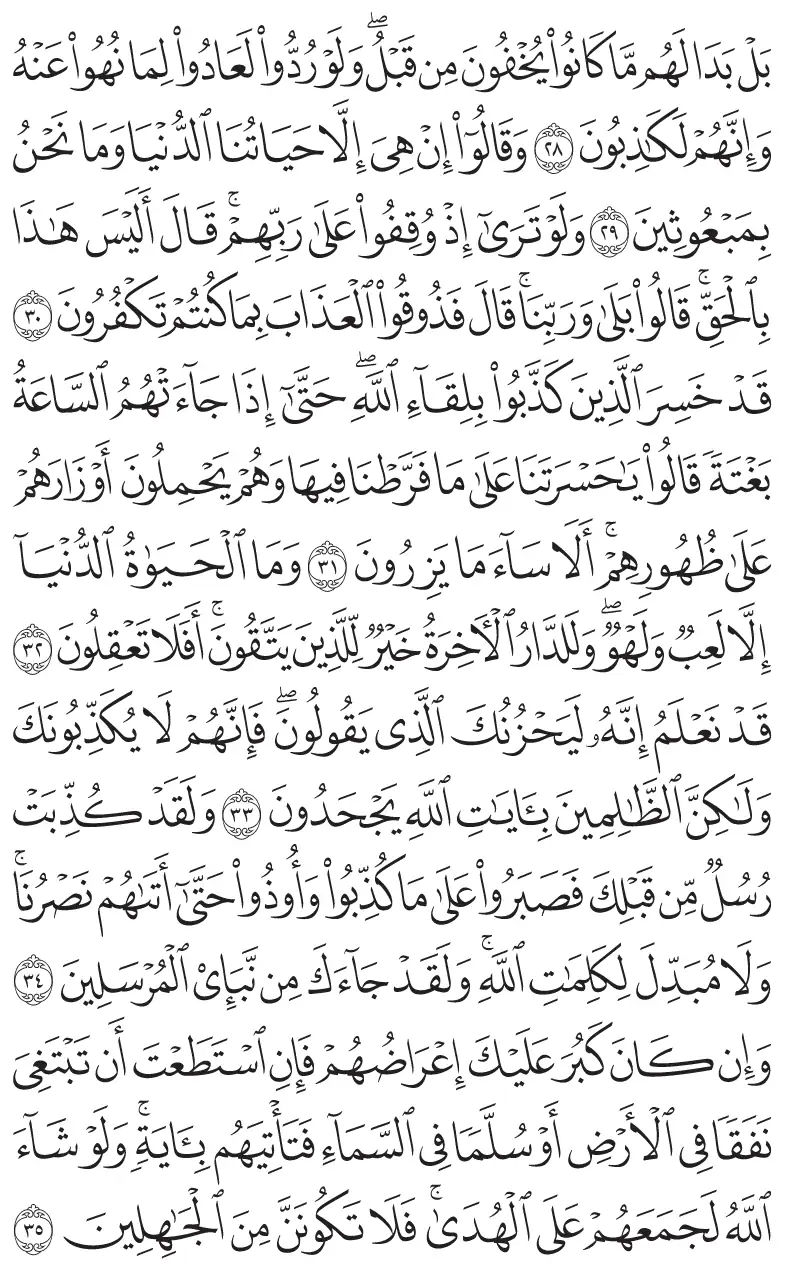 بَلْ بَدَا لَهُم مَّا كَانُوا۟ يُخْفُونَ مِن قَبْلُ ۖ وَلَوْ رُدُّوا۟ لَعَادُوا۟ لِمَا نُهُوا۟ عَنْهُ
وَإِنَّهُمْ لَكَـٰذِبُونَ ٢٨ وَقَالُوٓا۟ إِنْ هِىَ إِلَّا حَيَاتُنَا ٱلدُّنْيَا وَمَا نَحْنُ
بِمَبْعُوثِينَ ٢٩ وَلَوْ تَرَىٰٓ إِذْ وُقِفُوا۟ عَلَىٰ رَبِّهِمْ ۚ قَالَ أَلَيْسَ هَـٰذَا
بِٱلْحَقِّ ۚ قَالُوا۟ بَلَىٰ وَرَبِّنَا ۚ قَالَ فَذُوقُوا۟ ٱلْعَذَابَ بِمَا كُنتُمْ تَكْفُرُونَ ٣٠
قَدْ خَسِرَ ٱلَّذِينَ كَذَّبُوا۟ بِلِقَآءِ ٱللَّهِ ۖ حَتَّىٰٓ إِذَا جَآءَتْهُمُ ٱلسَّاعَةُ
بَغْتَةً قَالُوا۟ يَـٰحَسْرَتَنَا عَلَىٰ مَا فَرَّطْنَا فِيهَا وَهُمْ يَحْمِلُونَ أَوْزَارَهُمْ
عَلَىٰ ظُهُورِهِمْ ۚ أَلَا سَآءَ مَا يَزِرُونَ ٣١ وَمَا ٱلْحَيَوٰةُ ٱلدُّنْيَآ
إِلَّا لَعِبٌ وَلَهْوٌ ۖ وَلَلدَّارُ ٱلْـَٔاخِرَةُ خَيْرٌ لِّلَّذِينَ يَتَّقُونَ ۚ أَفَلَا تَعْقِلُونَ ٣٢
قَدْ نَعْلَمُ إِنَّهُۥ لَيَحْزُنُكَ ٱلَّذِى يَقُولُونَ ۖ فَإِنَّهُمْ لَا يُكَذِّبُونَكَ
وَلَـٰكِنَّ ٱلظَّـٰلِمِينَ بِـَٔايَـٰتِ ٱللَّهِ يَجْحَدُونَ ٣٣ وَلَقَدْ كُذِّبَتْ
رُسُلٌ مِّن قَبْلِكَ فَصَبَرُوا۟ عَلَىٰ مَا كُذِّبُوا۟ وَأُوذُوا۟ حَتَّىٰٓ أَتَىٰهُمْ نَصْرُنَا ۚ
وَلَا مُبَدِّلَ لِكَلِمَـٰتِ ٱللَّهِ ۚ وَلَقَدْ جَآءَكَ مِن نَّبَإِى۟ ٱلْمُرْسَلِينَ ٣٤
وَإِن كَانَ كَبُرَ عَلَيْكَ إِعْرَاضُهُمْ فَإِنِ ٱسْتَطَعْتَ أَن تَبْتَغِىَ
نَفَقًا فِى ٱلْأَرْضِ أَوْ سُلَّمًا فِى ٱلسَّمَآءِ فَتَأْتِيَهُم بِـَٔايَةٍ ۚ وَلَوْ شَآءَ
ٱللَّهُ لَجَمَعَهُمْ عَلَى ٱلْهُدَىٰ ۚ فَلَا تَكُونَنَّ مِنَ ٱلْجَـٰهِلِينَ ٣٥